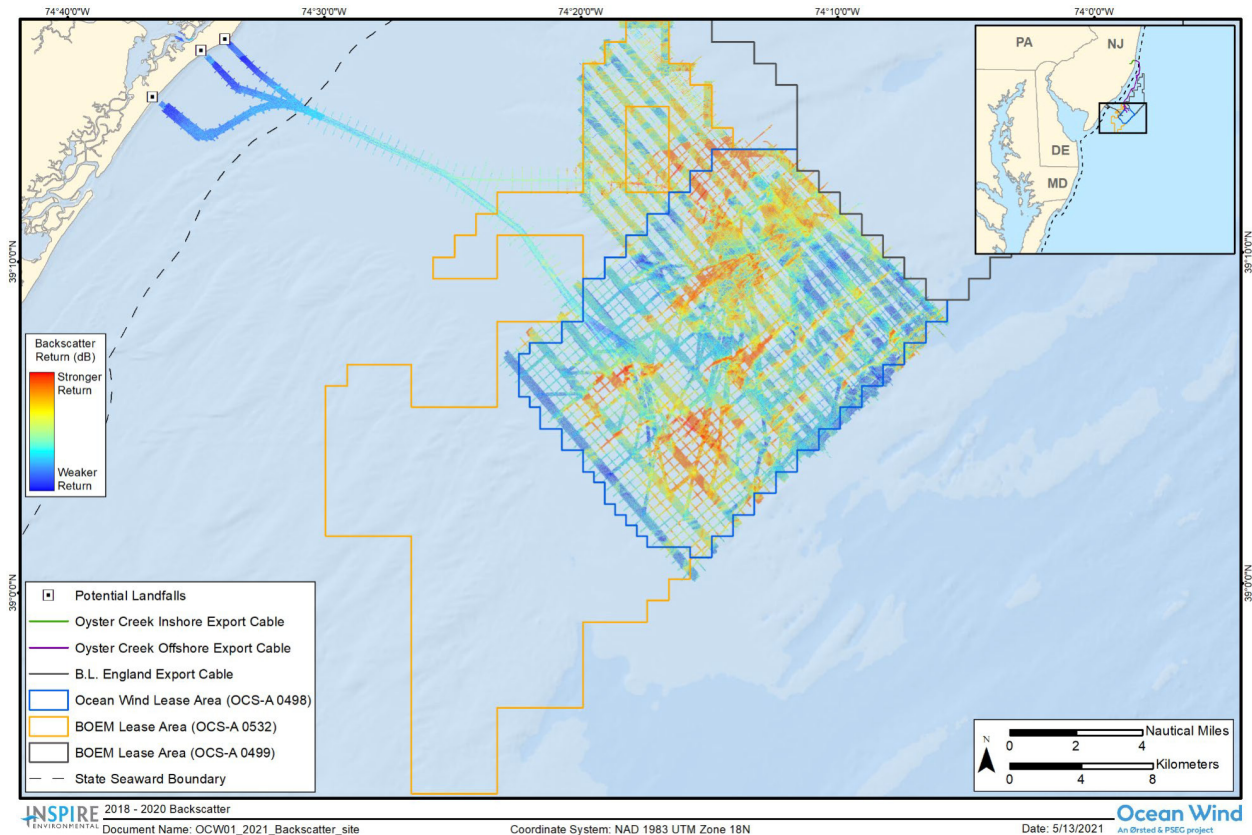 74°40'0"W 74°30'0"W 74°20'0"W 74°10'0"W 74°0'0"W
PA
NJ
DE
MD
39°10'0"N 39°10'0"N
Backscatter
Return (dB)
Stronger
Return
Weaker
Return
39°0'0"N 39°0'0"N
Potential Landfalls
Oyster Creek Inshore Export Cable
Oyster Creek Offshore Export Cable
B.L. England Export Cable
Ocean Wind Lease Area (OCS-A 0498)
BOEM Lease Area (OCS-A 0532)
BOEM Lease Area (OCS-A 0499)
State Seaward Boundary
N
Nautical Miles
0 2 4
Kilometers
0 4 8
INSPIRE
ENVIRONMENTAL
2018 - 2020 Backscatter
Document Name: OCW01_2021_Backscatter_site
Coordinate System: NAD 1983 UTM Zone 18N
Date: 5/13/2021
Ocean Wind
An Ørsted & PSEG project